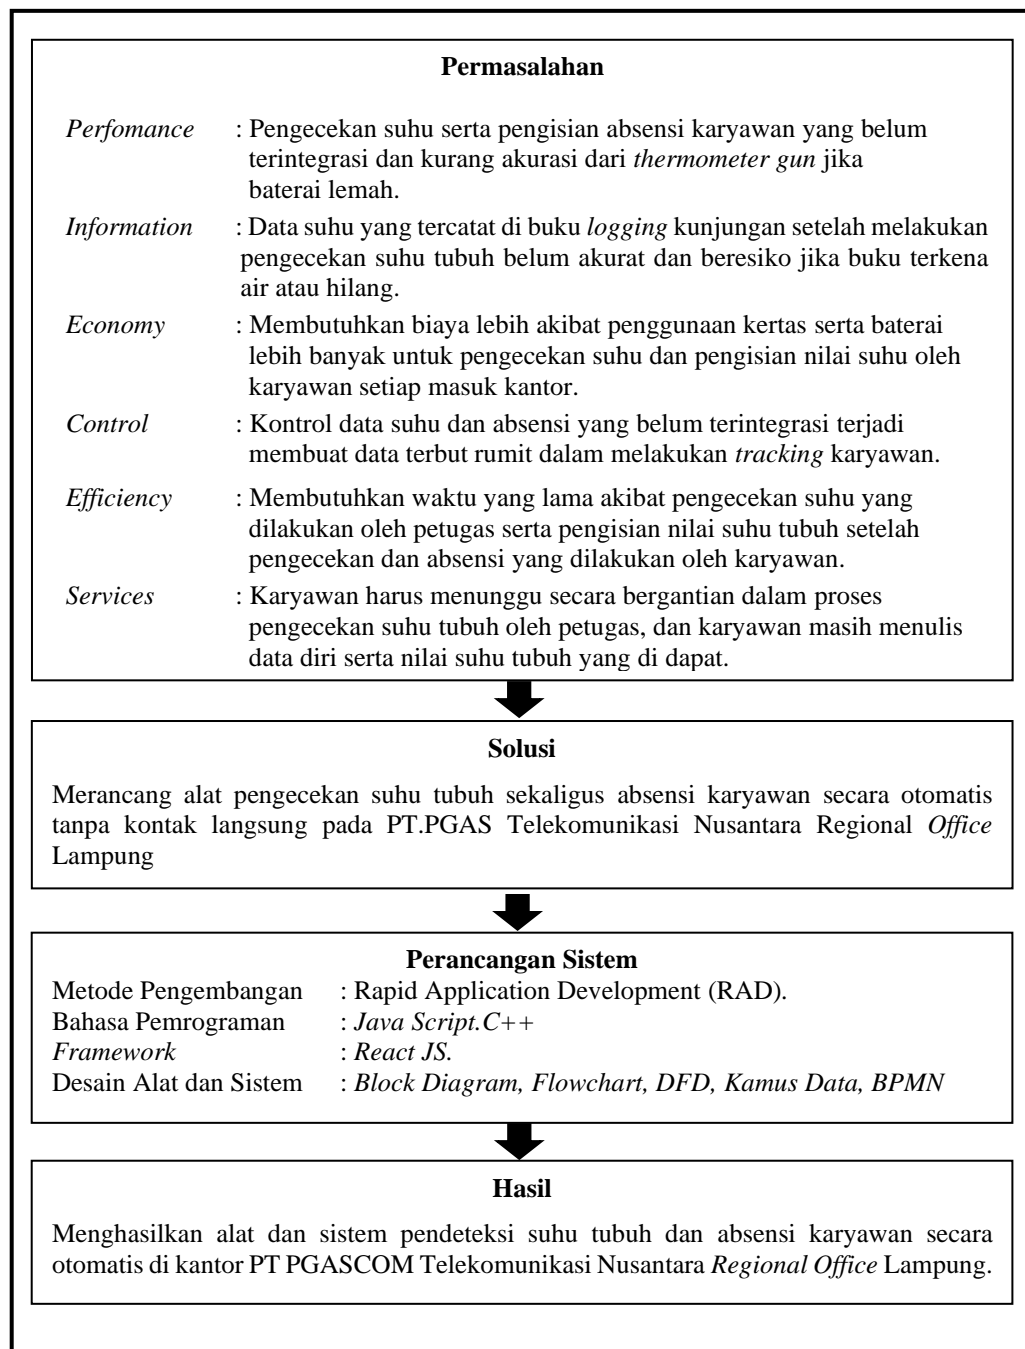 Permasalahan
Perfomance : Pengecekan suhu serta pengisian absensi karyawan yang belum
terintegrasi dan kurang akurasi dari thermometer gun jika
baterai lemah.
Information : Data suhu yang tercatat di buku logging kunjungan setelah melakukan
pengecekan suhu tubuh belum akurat dan beresiko jika buku terkena
air atau hilang.
Economy : Membutuhkan biaya lebih akibat penggunaan kertas serta baterai
lebih banyak untuk pengecekan suhu dan pengisian nilai suhu oleh
karyawan setiap masuk kantor.
Control : Kontrol data suhu dan absensi yang belum terintegrasi terjadi
membuat data terbut rumit dalam melakukan tracking karyawan.
Efficiency : Membutuhkan waktu yang lama akibat pengecekan suhu yang
dilakukan oleh petugas serta pengisian nilai suhu tubuh setelah
pengecekan dan absensi yang dilakukan oleh karyawan.
Services : Karyawan harus menunggu secara bergantian dalam proses
pengecekan suhu tubuh oleh petugas, dan karyawan masih menulis
data diri serta nilai suhu tubuh yang di dapat.
Solusi
Merancang alat pengecekan suhu tubuh sekaligus absensi karyawan secara otomatis
tanpa kontak langsung pada PT.PGAS Telekomunikasi Nusantara Regional Office
Lampung
Perancangan Sistem
Metode Pengembangan : Rapid Application Development (RAD).
Bahasa Pemrograman : Java Script.C++
Framework : React JS.
Desain Alat dan Sistem : Block Diagram, Flowchart, DFD, Kamus Data, BPMN
Hasil
Menghasilkan alat dan sistem pendeteksi suhu tubuh dan absensi karyawan secara
otomatis di kantor PT PGASCOM Telekomunikasi Nusantara Regional Office Lampung.